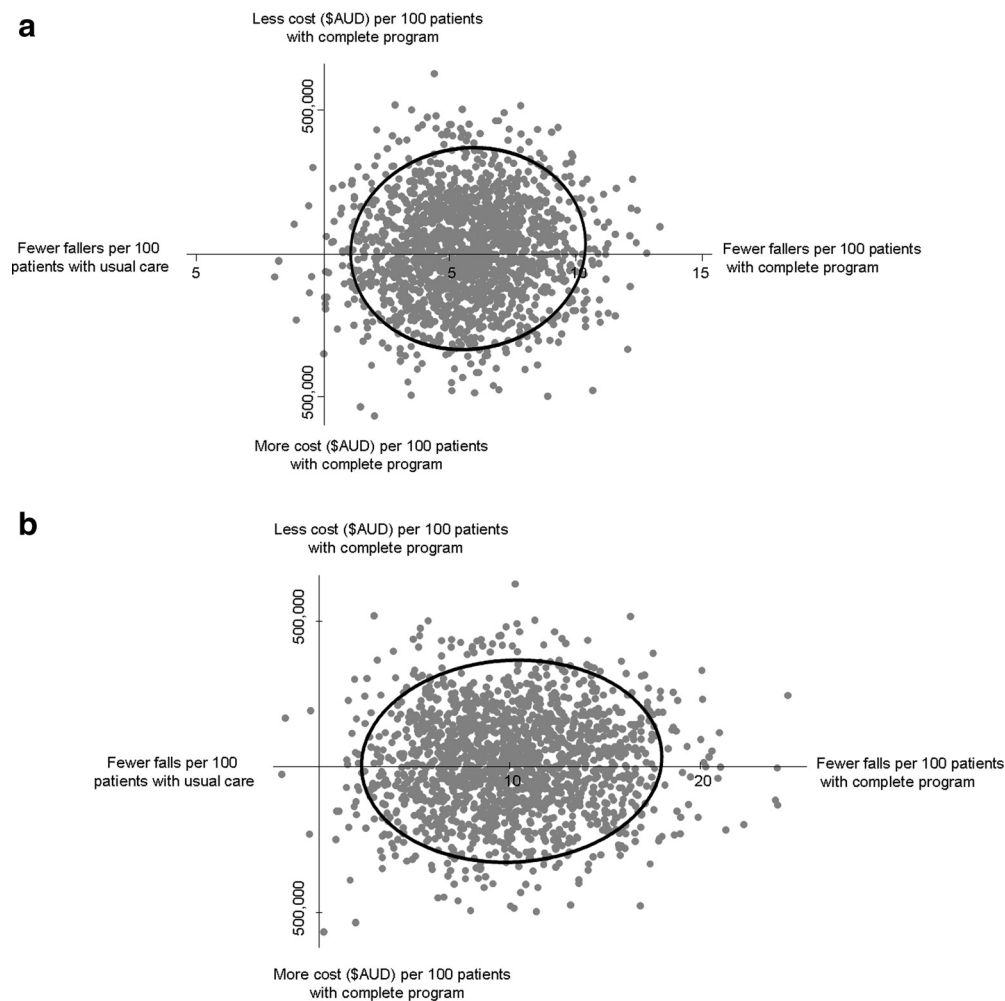 a
Less cost ($AUD) per 100 patients
with complete program
500,000
Fewer fallers per 100
patients with usual care
5
5
10
15
Fewer fallers per 100 patients
with complete program
500,000
More cost ($AUD) per 100 patients
with complete program
b
Less cost ($AUD) per 100 patients
with complete program
500,000
Fewer falls per 100
patients with usual care
10
20
Fewer falls per 100 patients
with complete program
500,000
More cost ($AUD) per 100 patients
with complete program